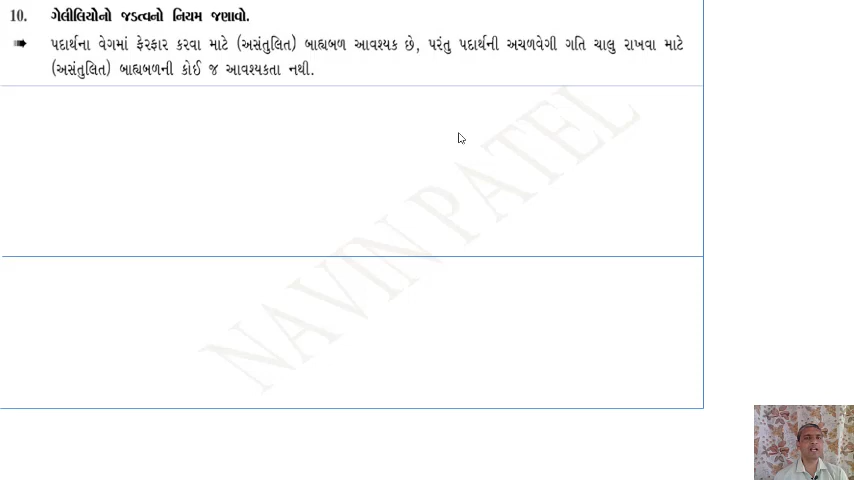 10. ગેલીલિયોનો જડત્વનો નિયમ જણાવો.
➠ પદાર્થના વેગમાં ફેરફાર કરવા માટે (અસંતુલિત) બાહ્યબળ આવશ્યક છે, પરંતુ પદાર્થની અચળવેગી ગતિ ચાલુ રાખવા માટે
(અસંતુલિત) બાહ્યબળની કોઈ જ આવશ્યકતા નથી.
NAVIN PATEL